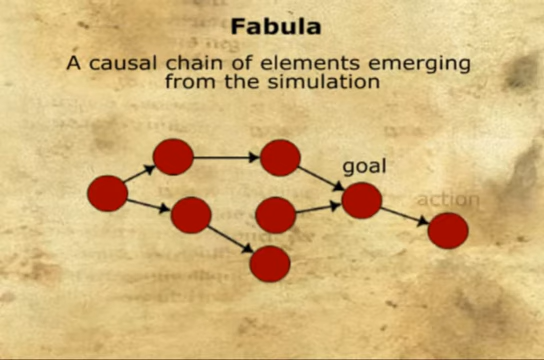 Fabula
A causal chain of elements emerging
from the simulation
goal
action